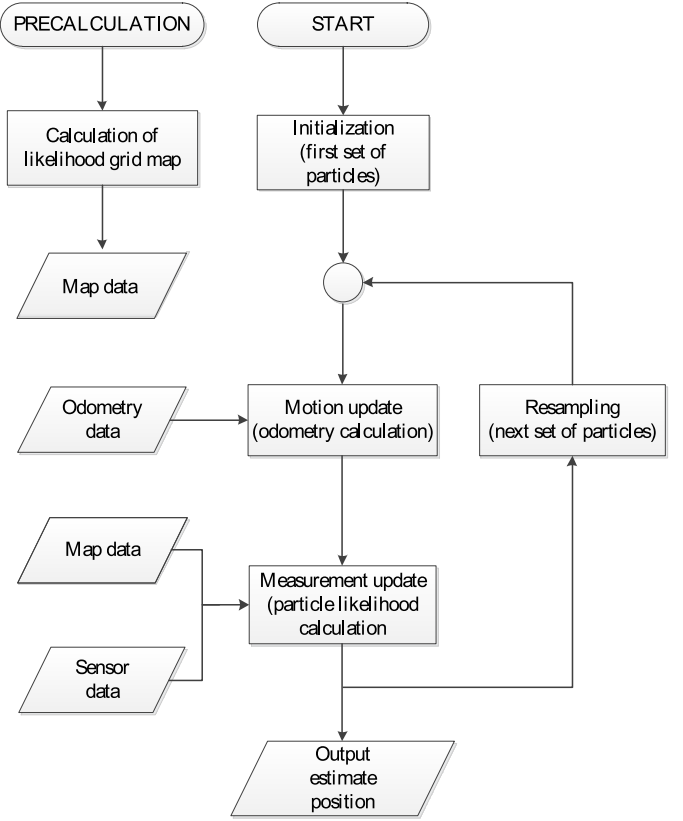 PRECALCULATION
START
Calculation of
likelihood grid map
Initialization
(first set of
particles)
Map data
Odometry
data
Motion update
(odometry calculation)
Resampling
(next set of particles)
Map data
Measurement update
(particle likelihood
calculation
Sensor
data
Output
estimate
position